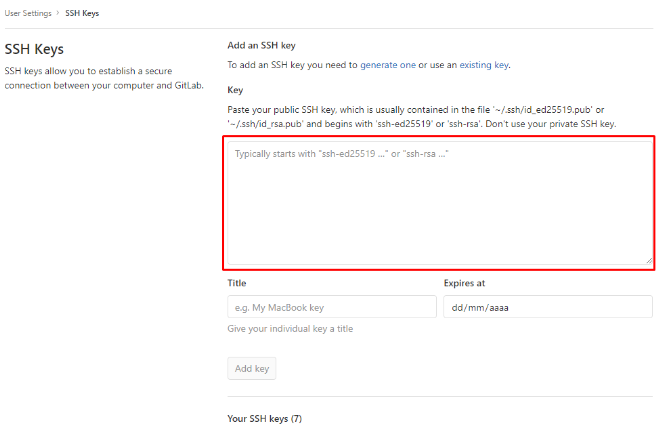 User Settings > SSH Keys
SSH Keys
SSH keys allow you to establish a secure
connection between your computer and GitLab.
Add an SSH key
To add an SSH key you need to generate one or use an existing key.
Key
Paste your public SSH key, which is usually contained in the file '~/.ssh/id_ed25519.pub' or
'~/.ssh/id_rsa.pub' and begins with 'ssh-ed25519' or 'ssh-rsa'. Don't use your private SSH key.
Typically starts with "ssh-ed25519 ..." or "ssh-rsa ..."
Title
Expires at
e.g. My MacBook key
dd/mm/aaaa
Give your individual key a title
Add key
Your SSH keys (7)